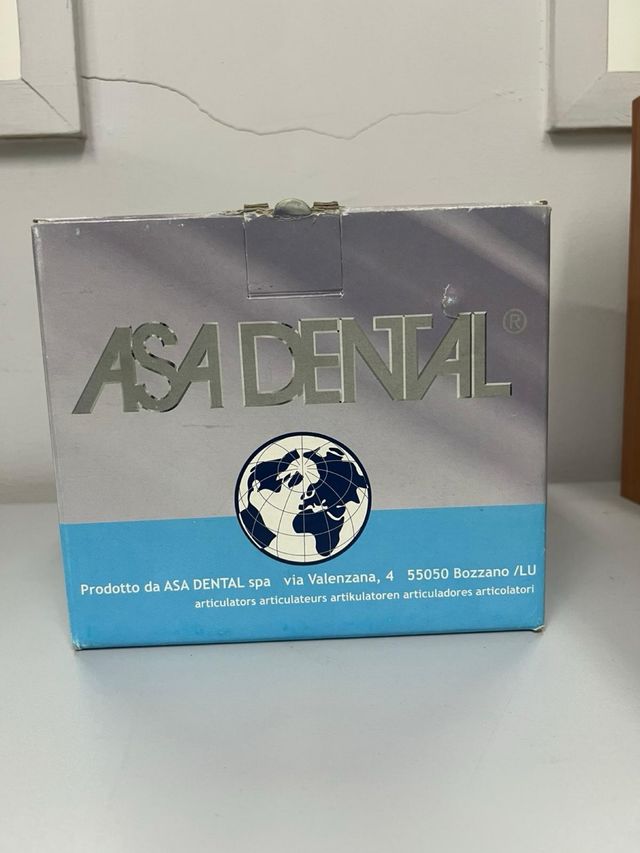 ASA DENTAL ®
Prodotto da ASA DENTAL spa via Valenzana, 4 55050 Bozzano /LU
articulators articulateurs artikulatoren articuladores articolatori